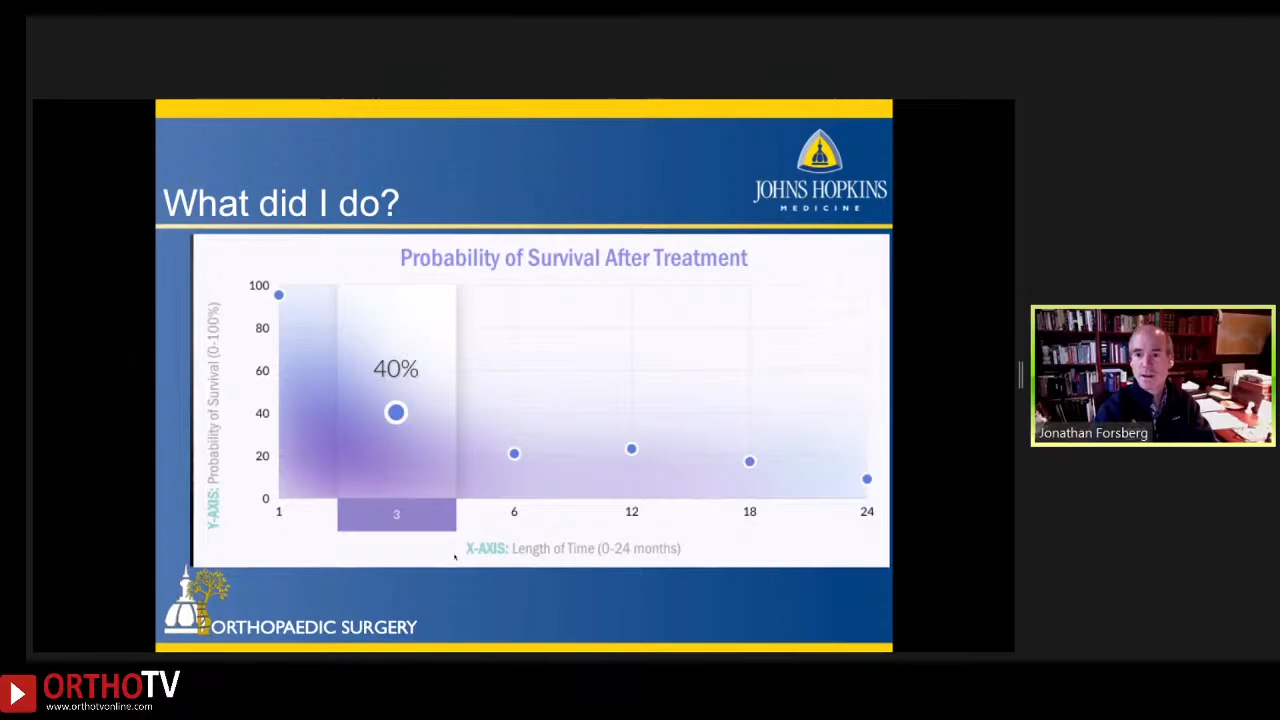 What did I do?
JOHNS HOPKINS
MEDICINE
Probability of Survival After Treatment
Y-AXIS: Probability of Survival (0-100%)
100
80
60
40
20
0
40%
1
3
6
12
18
24
X-AXIS: Length of Time (0-24 months)
ORTHOPAEDIC SURGERY
Jonathan Forsberg
ORTHOTV
www.orthotvonline.com